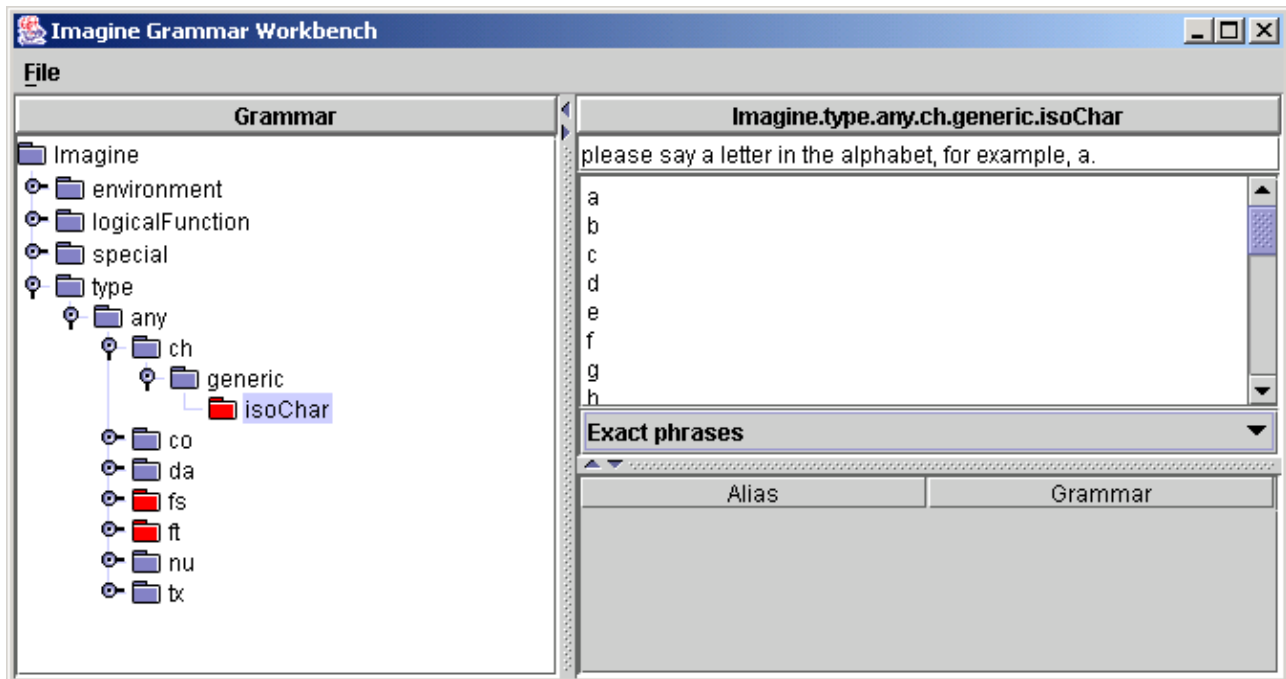 Imagine Grammar Workbench
File
Grammar
Imagine
environment
logicalFunction
special
type
any
ch
generic
isoChar
co
da
fs
ft
nu
tx
Imagine.type.any.ch.generic.isoChar
please say a letter in the alphabet, for example, a.
a
b
c
d
e
f
g
h
Exact phrases
Alias Grammar